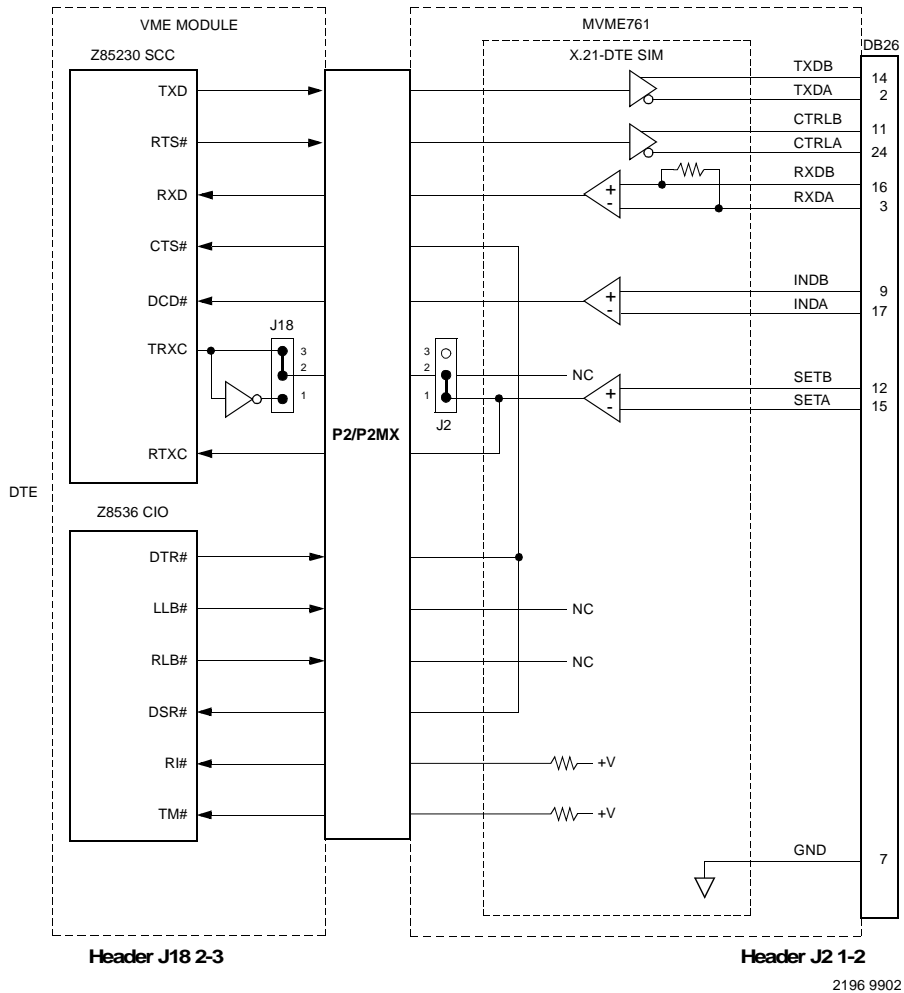 VME MODULE
MVME761
Z85230 SCC
X.21-DTE SIM
DB26
TXD
TXDB
14
TXDA
2
RTS#
CTRLB
11
CTRLA
24
RXD
+
-
RXDB
16
RXDA
3
CTS#
DCD#
+
-
INDB
9
INDA
17
J18
TRXC
3
2
1
3
2
1
J2
NC
+
-
SETB
12
SETA
15
P2/P2MX
RTXC
DTE
Z8536 CIO
DTR#
LLB#
NC
RLB#
NC
DSR#
RI#
+V
TM#
+V
GND
7
Header J18 2-3
Header J2 1-2
2196 9902